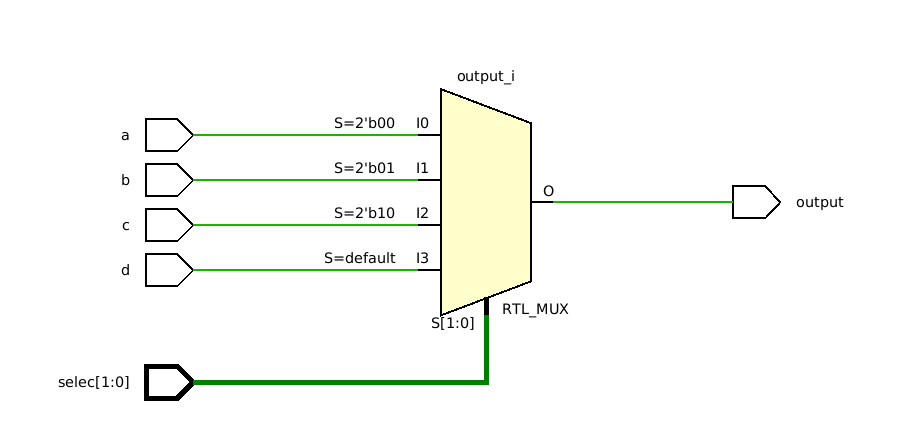 output_i
a S=2'b00 I0
b S=2'b01 I1
c S=2'b10 I2
d S=default I3
O
output
S[1:0]
RTL_MUX
selec[1:0]